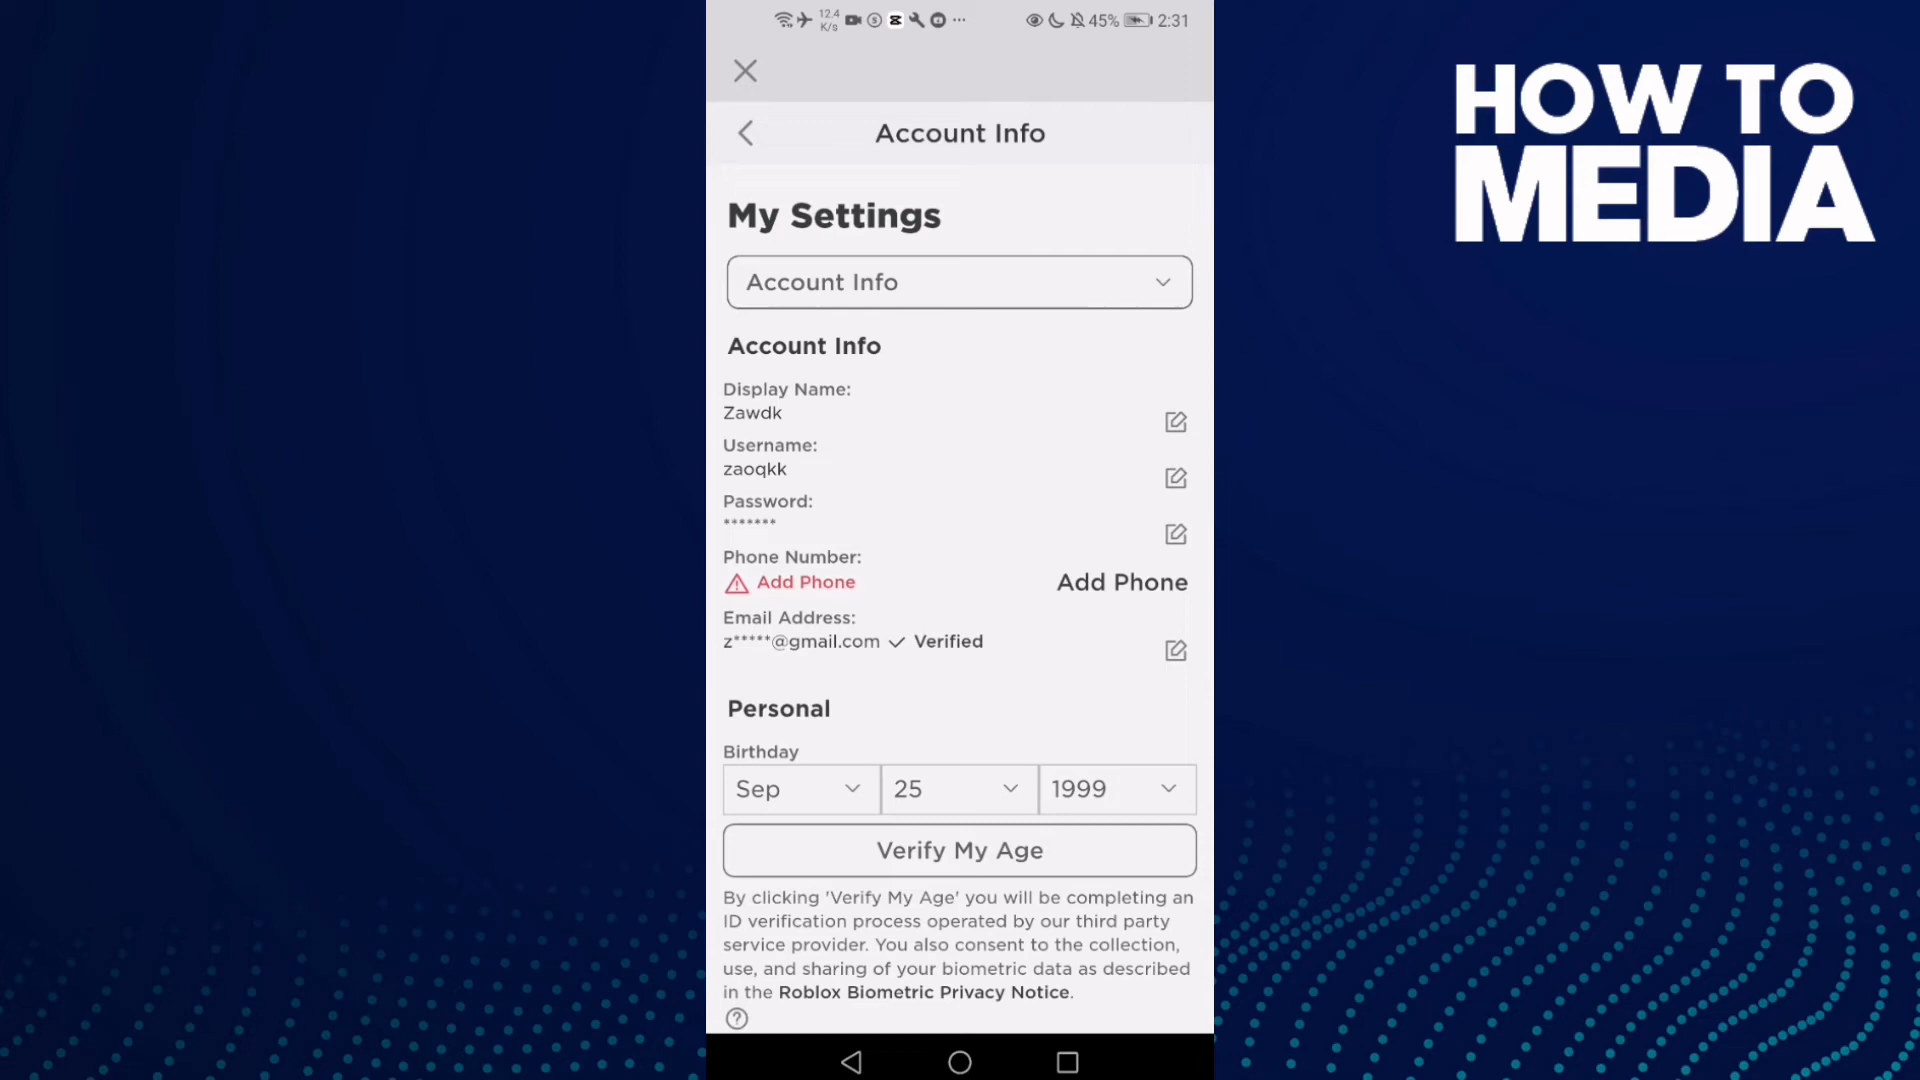 12.4
K/s
45%
2:31
HOW TO
MEDIA
Account Info
My Settings
Account Info
Account Info
Display Name:
Zawdk
Username:
zaoqkk
Password:
*******
Phone Number:
Add Phone
Add Phone
Email Address:
z*****@gmail.com ✓ Verified
Personal
Birthday
Sep
25
1999
Verify My Age
By clicking 'Verify My Age' you will be completing an
ID verification process operated by our third party
service provider. You also consent to the collection,
use, and sharing of your biometric data as described
in the Roblox Biometric Privacy Notice.